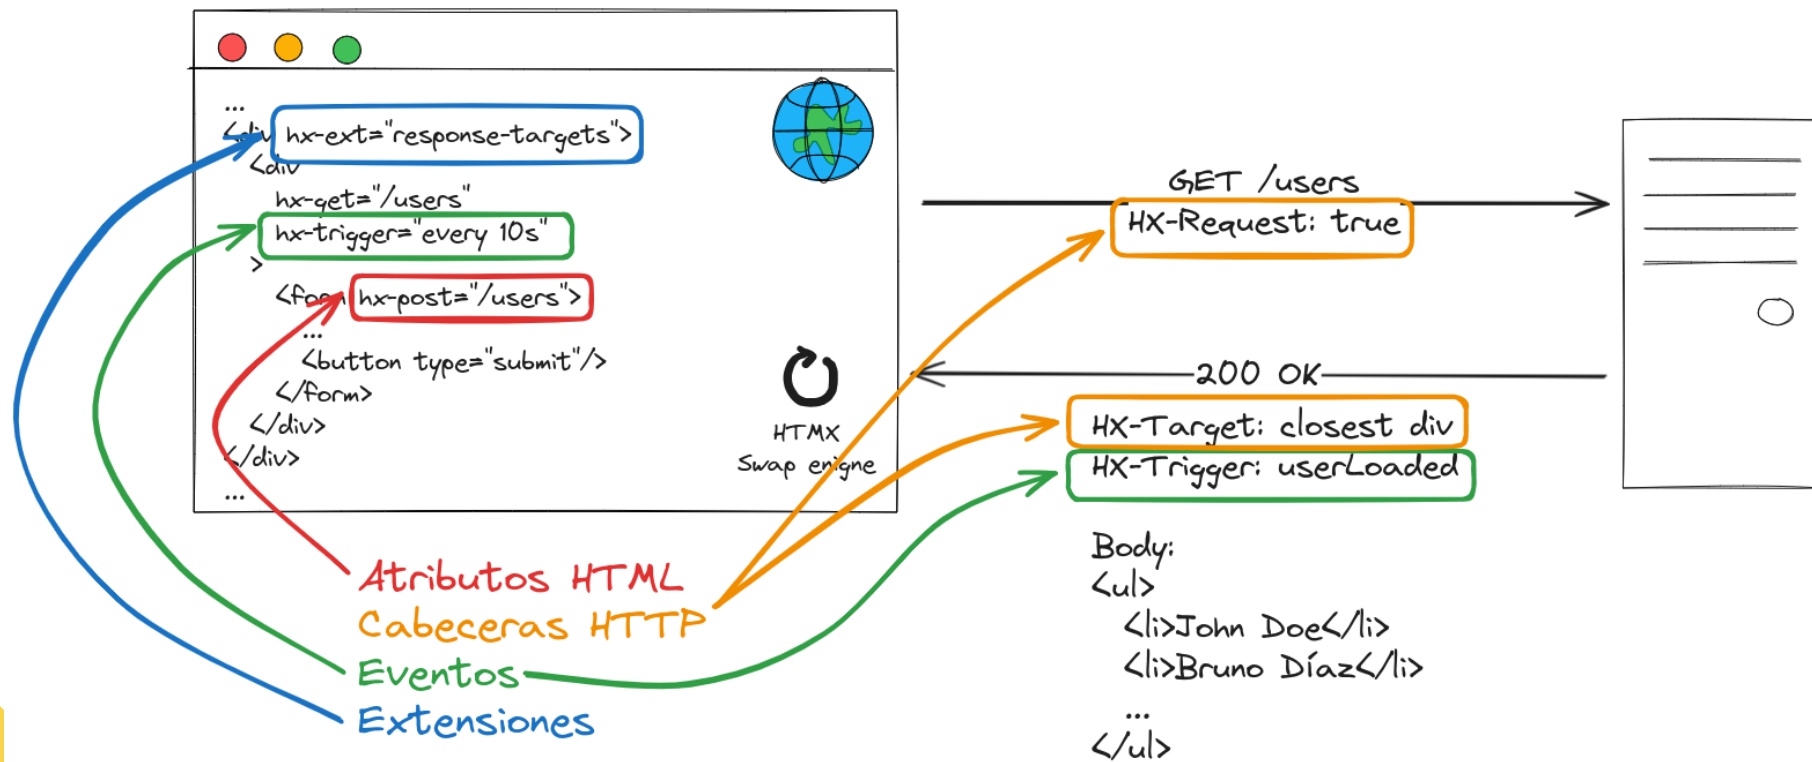 ...
<div hx-ext="response-targets">
<div
hx-get="/users"
hx-trigger="every 10s"
>
<form hx-post="/users">
...
<button type="submit"/>
</form>
</div>
</div>
...
HTMX
Swap enigne
GET /users
HX-Request: true
200 OK
HX-Target: closest div
HX-Trigger: userLoaded
Body:
<ul>
<li>John Doe</li>
<li>Bruno Díaz</li>
...
</ul>
Atributos HTML
Cabeceras HTTP
Eventos
Extensiones